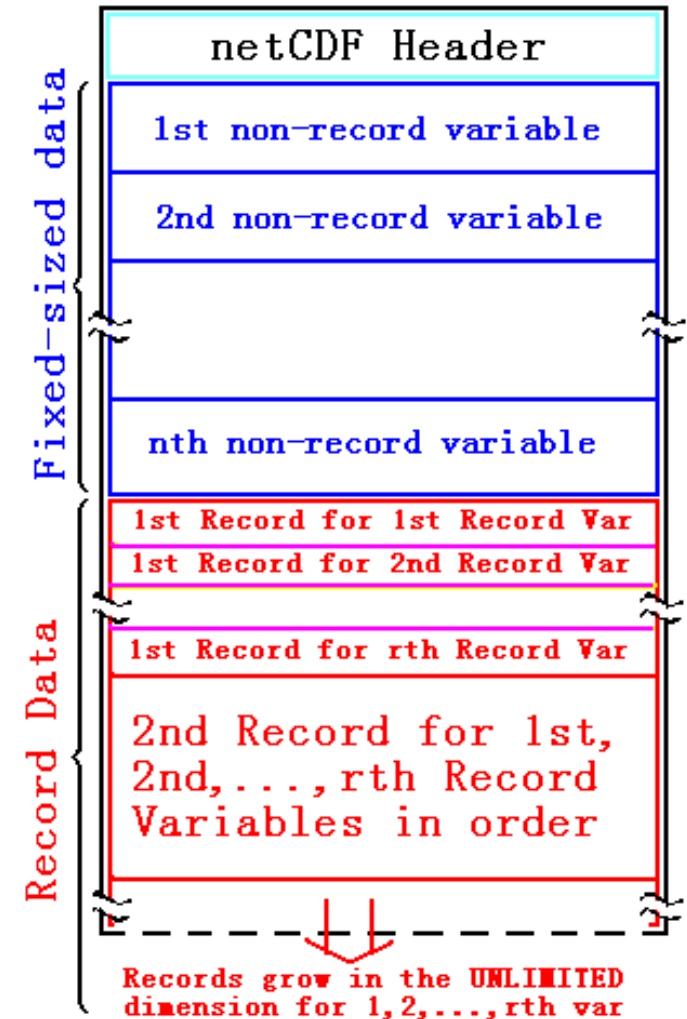 netCDF Header
Fixed-sized data
1st non-record variable
2nd non-record variable
nth non-record variable
Record Data
1st Record for 1st Record Var
1st Record for 2nd Record Var
1st Record for rth Record Var
2nd Record for 1st,
2nd,...,rth Record
Variables in order
Records grow in the UNLIMITED
dimension for 1,2,...,rth var